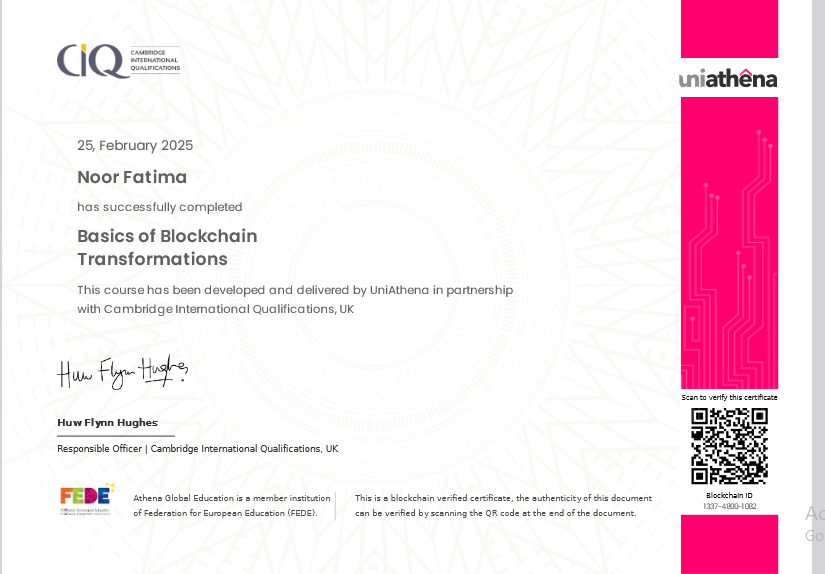 CiQ CAMBRIDGE
INTERNATIONAL
QUALIFICATIONS
uniathena
25, February 2025
Noor Fatima
has successfully completed
Basics of Blockchain
Transformations
This course has been developed and delivered by UniAthena in partnership
with Cambridge International Qualifications, UK
Huw Flynn Hughes
Huw Flynn Hughes
Responsible Officer | Cambridge International Qualifications, UK
Scan to verify this certificate
Blockchain ID
1337-4800-1082
FEDE
Athena Global Education is a member institution
of Federation for European Education (FEDE).
This is a blockchain verified certificate, the authenticity of this document
can be verified by scanning the QR code at the end of the document.